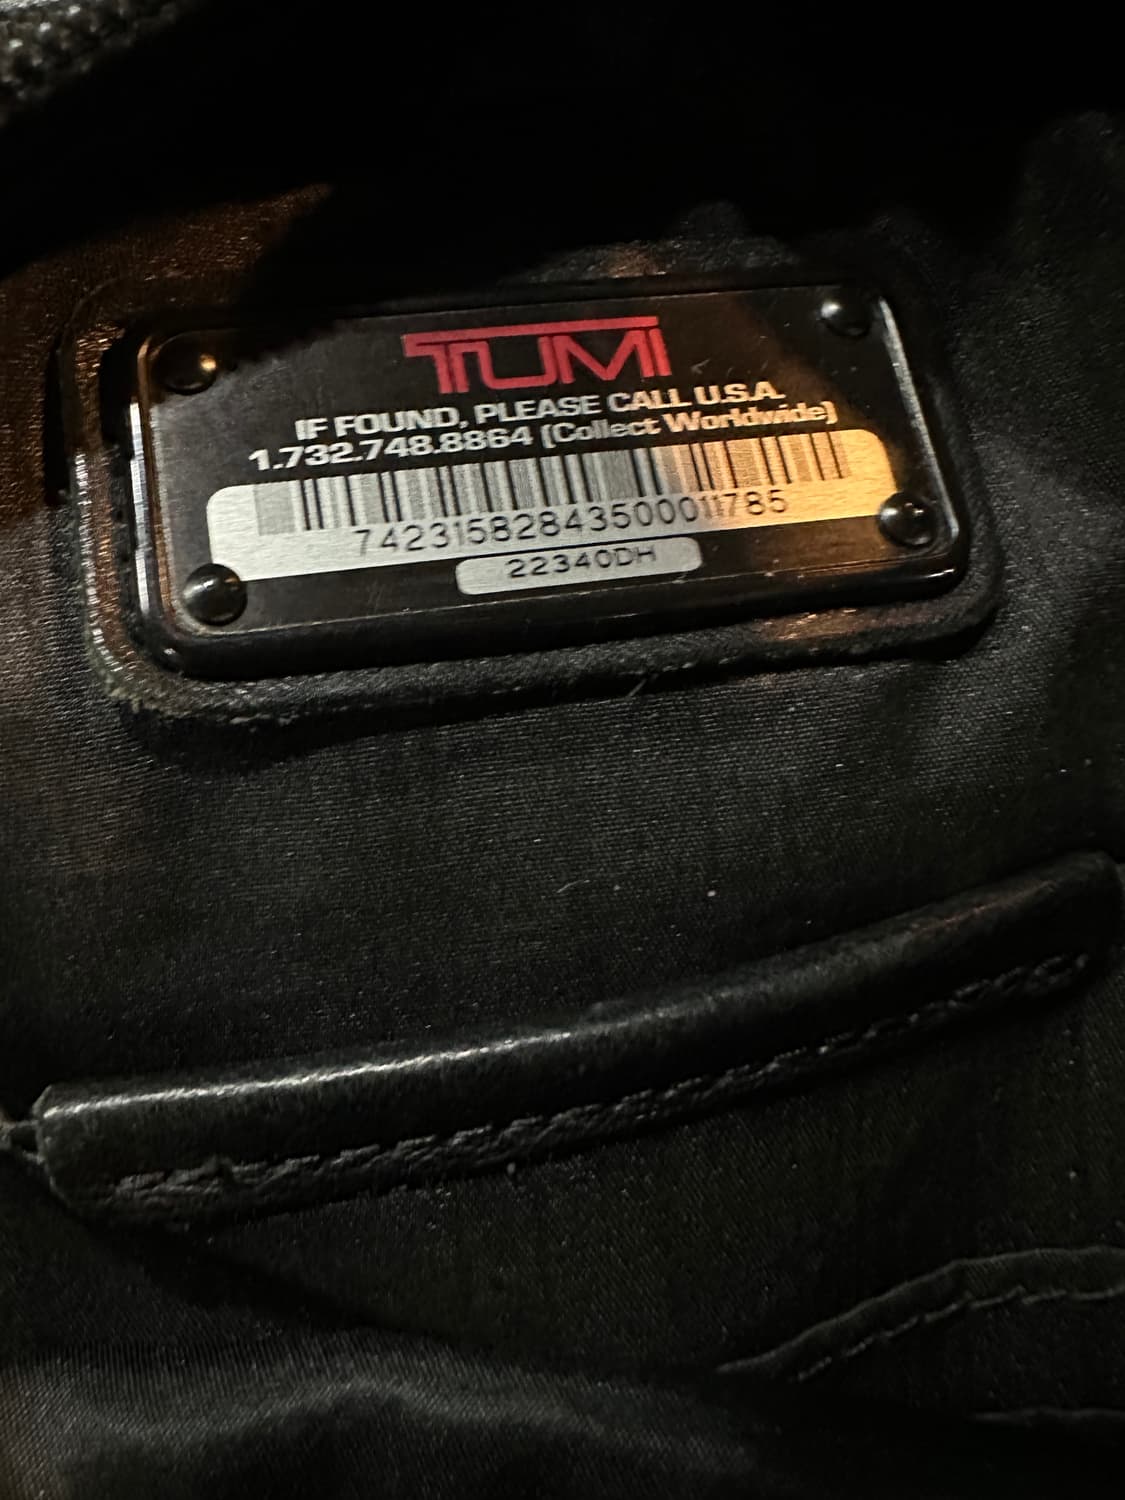 TUMI
IF FOUND, PLEASE CALL U.S.A.
1.732.748.8864 (Collect Worldwide)
74231582843500011785
22340DH